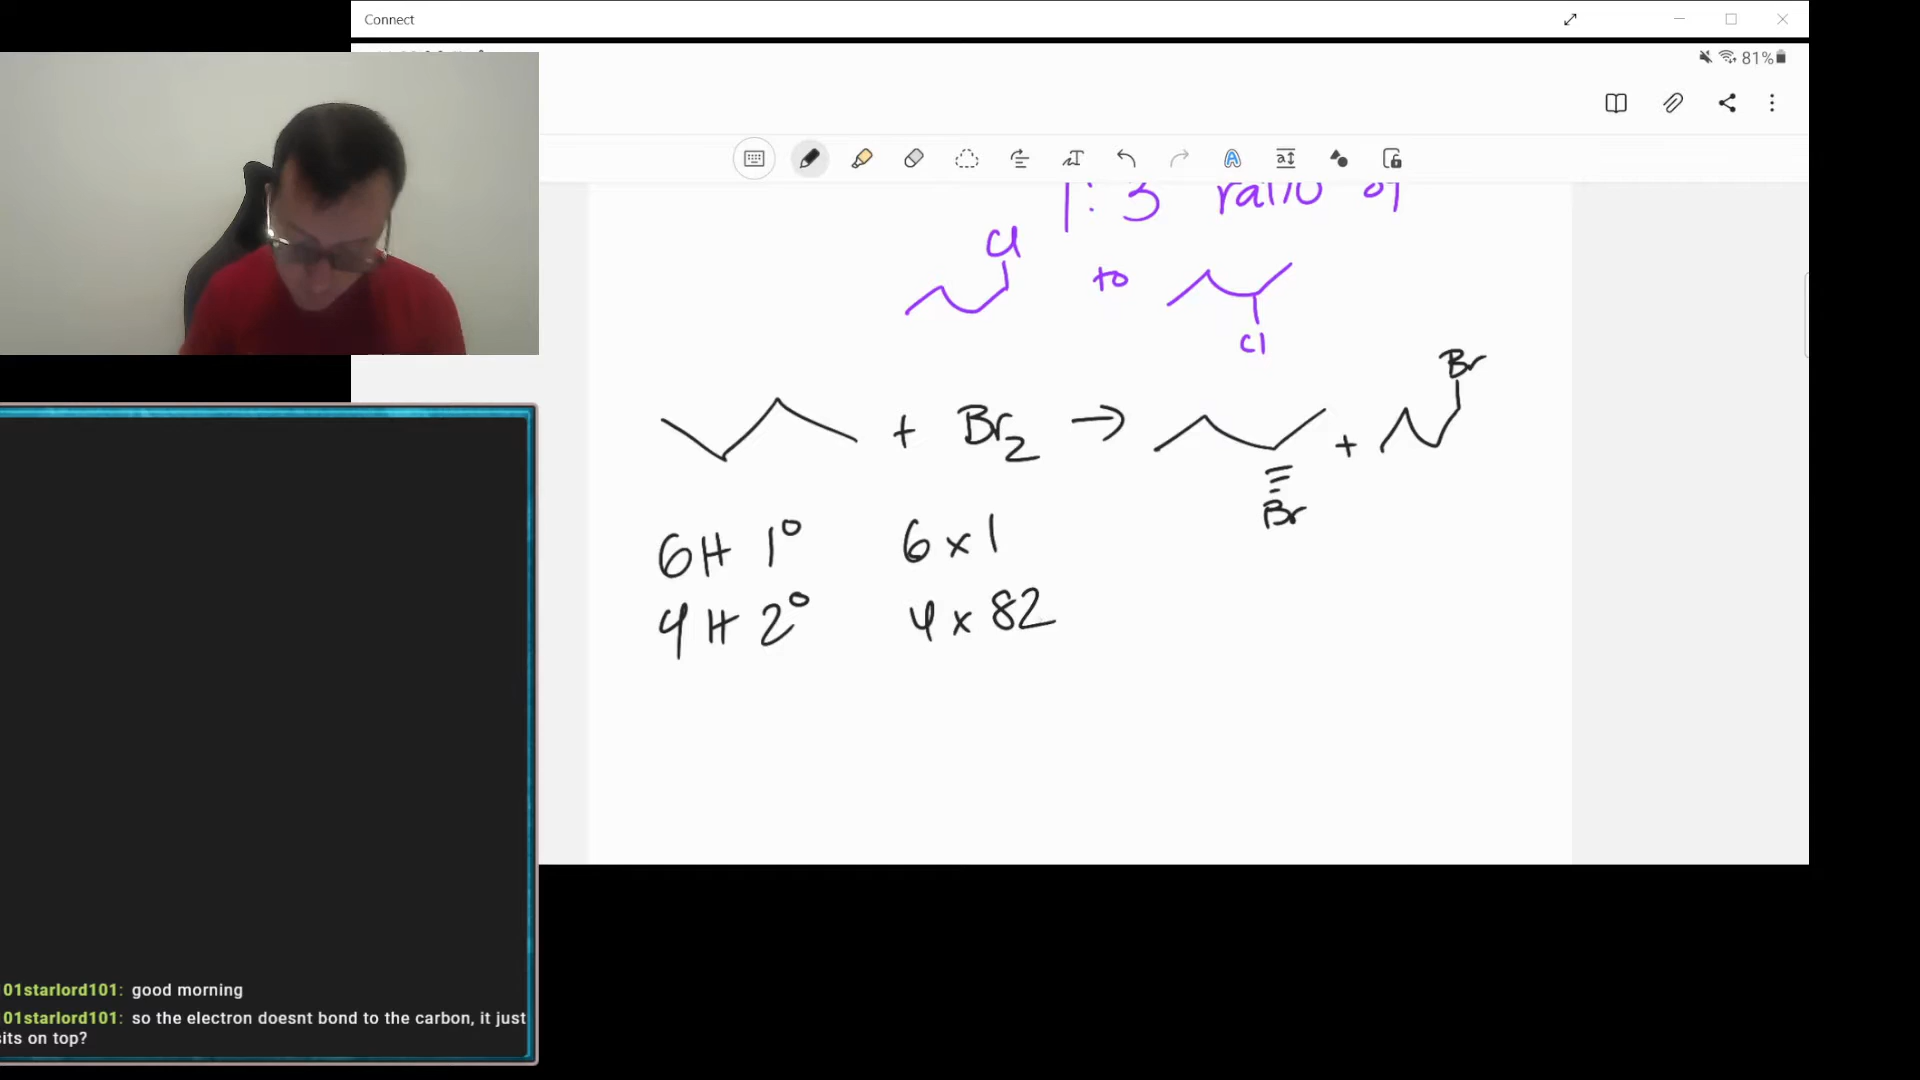 Connect
81%
1:3 ratio of
Cl
to
Cl
+ Br2 → +
Br
Br
6H 1° 6 x 1
4H 2° 4 x 82
01starlord101: good morning
01starlord101: so the electron doesnt bond to the carbon, it just
sits on top?